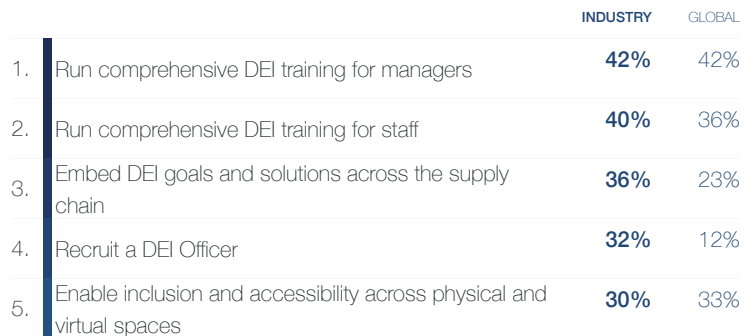 INDUSTRY GLOBAL
1. Run comprehensive DEI training for managers 42% 42%
2. Run comprehensive DEI training for staff 40% 36%
3. Embed DEI goals and solutions across the supply
chain 36% 23%
4. Recruit a DEI Officer 32% 12%
5. Enable inclusion and accessibility across physical and
virtual spaces 30% 33%